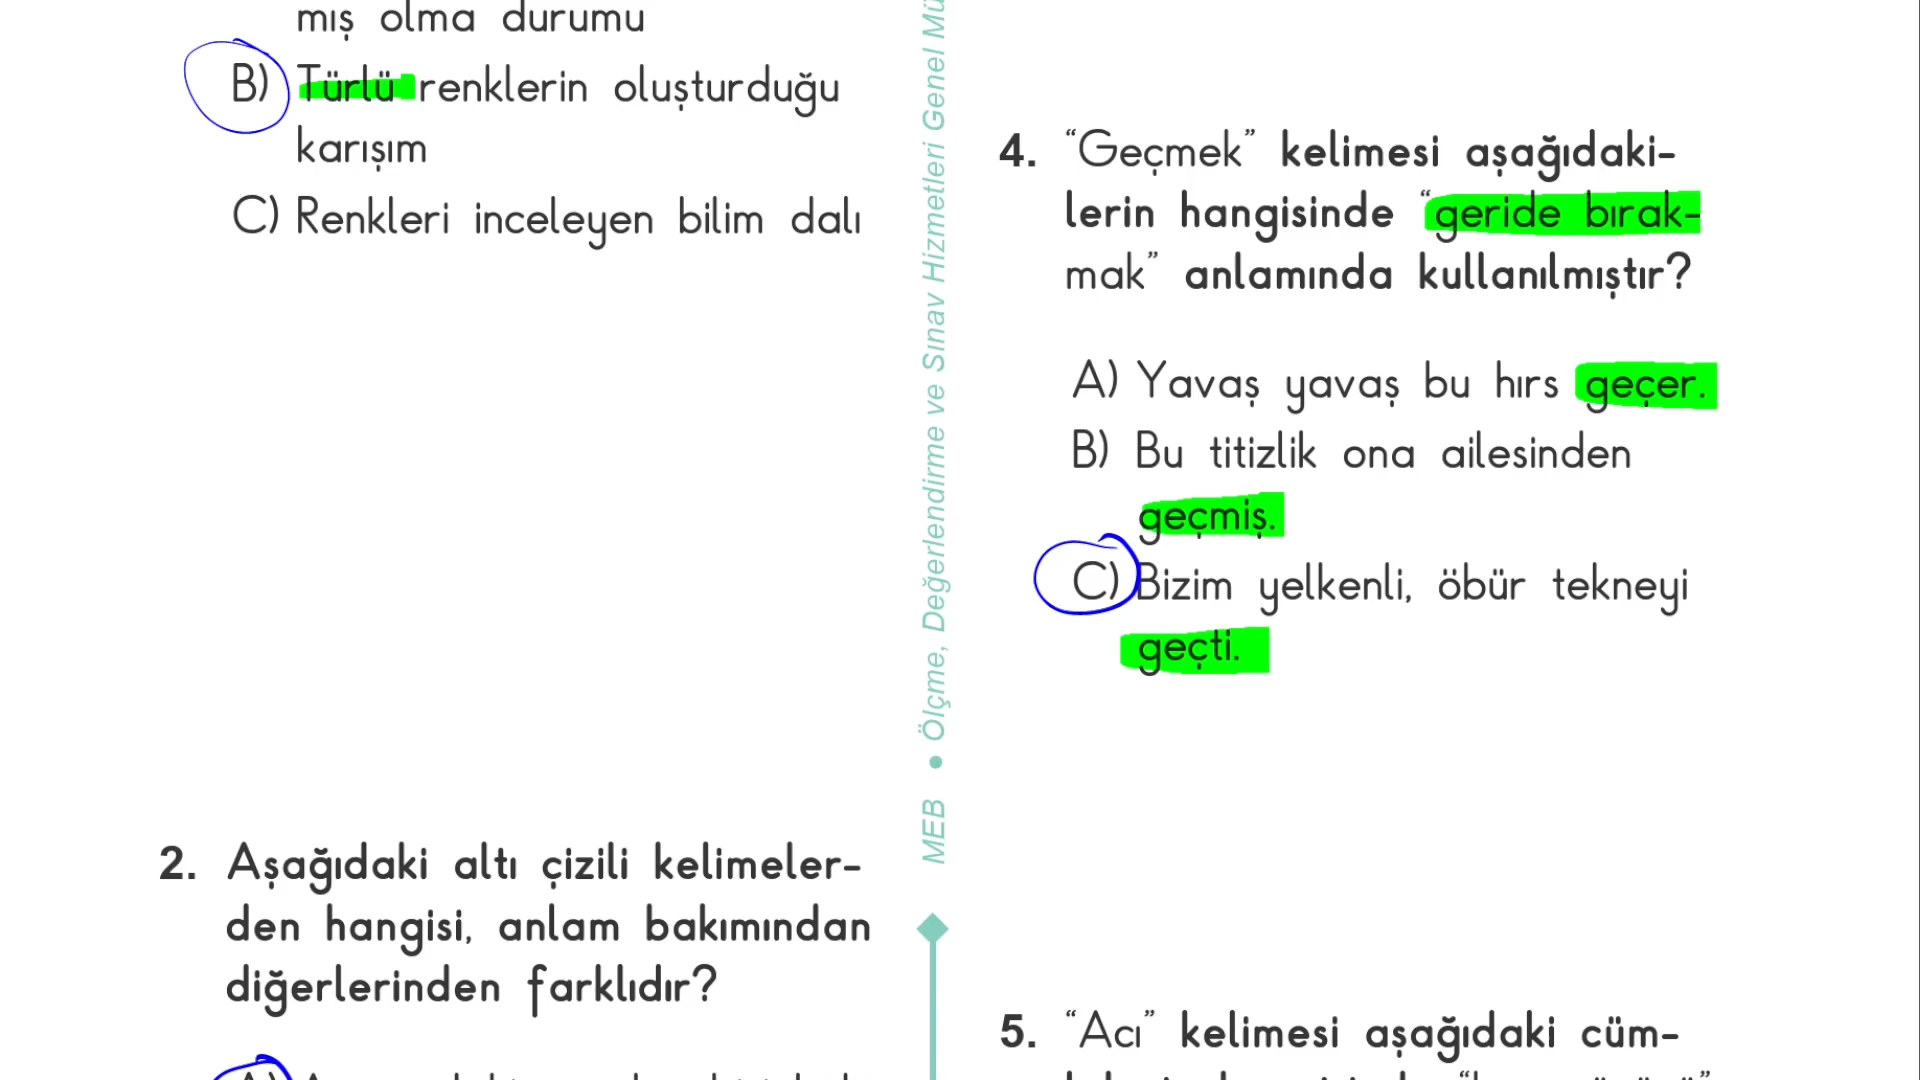 mış olma durumu
B) Türlü renklerin oluşturduğu
karışım
C) Renkleri inceleyen bilim dalı
2. Aşağıdaki altı çizili kelimeler-
den hangisi, anlam bakımından
diğerlerinden farklıdır?
MEB ● Ölçme, Değerlendirme ve Sınav Hizmetleri Genel Mü
4. “Geçmek” kelimesi aşağıdaki-
lerin hangisinde “geride bırak-
mak” anlamında kullanılmıştır?
A) Yavaş yavaş bu hırs geçer.
B) Bu titizlik ona ailesinden
geçmiş.
C) Bizim yelkenli, öbür tekneyi
geçti.
5. “Acı” kelimesi aşağıdaki cüm-